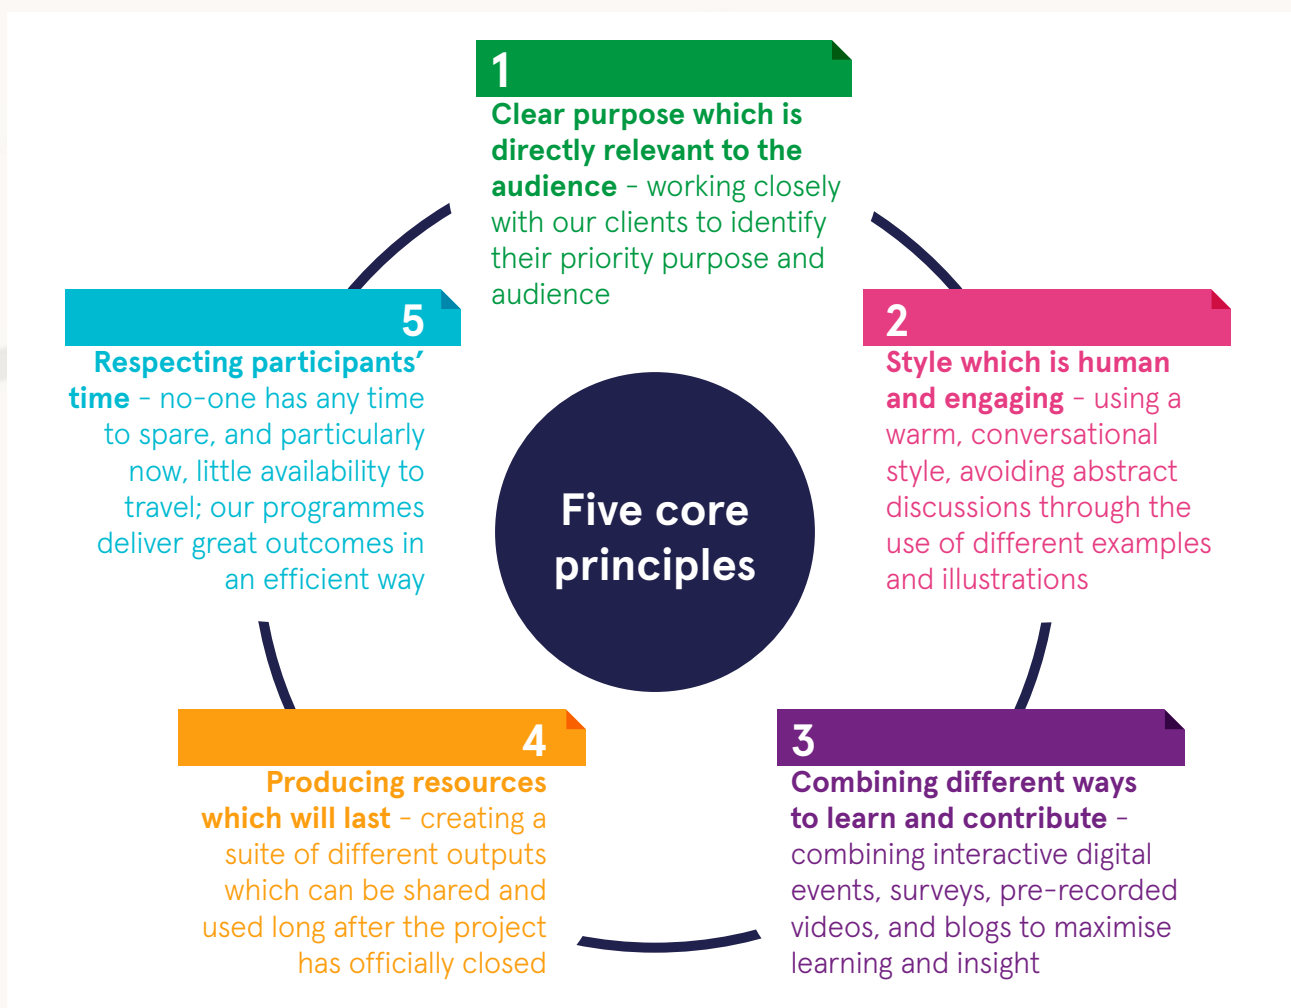 1
Clear purpose which is
directly relevant to the
audience - working closely
with our clients to identify
their priority purpose and
audience
2
Style which is human
and engaging - using a
warm, conversational
style, avoiding abstract
discussions through the
use of different examples
and illustrations
3
Combining different ways
to learn and contribute -
combining interactive digital
events, surveys, pre-recorded
videos, and blogs to maximise
learning and insight
4
Producing resources
which will last - creating a
suite of different outputs
which can be shared and
used long after the project
has officially closed
5
Respecting participants’
time - no-one has any time
to spare, and particularly
now, little availability to
travel; our programmes
deliver great outcomes in
an efficient way
Five core
principles